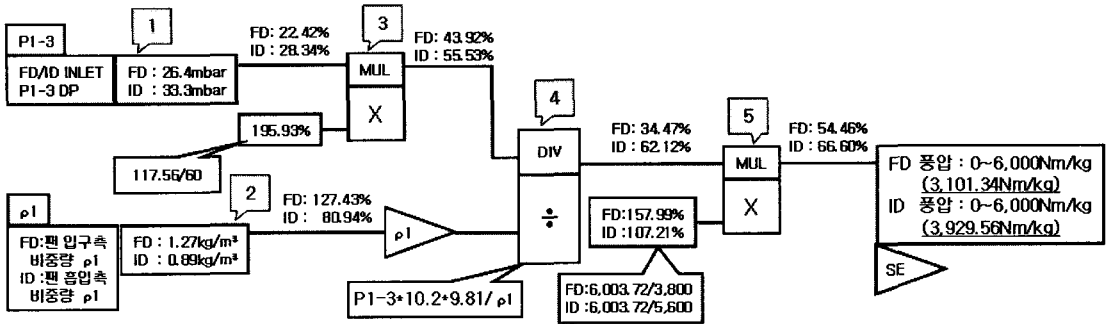 1
P1-3
FD/ID INLET
P1-3 DP
FD : 26.4mbar
ID : 33.3mbar
FD: 22.42%
ID : 28.34%
3
MUL
X
FD: 43.92%
ID : 55.53%
195.93%
117.56/60
2
ρ1
FD:팬 입구측
비중량 ρ1
ID :팬 흡입측
비중량 ρ1
FD : 1.27kg/m³
ID : 0.89kg/m³
FD: 127.43%
ID : 80.94%
ρ1
4
DIV
÷
P1-3*10.2*9.81/ ρ1
FD: 34.47%
ID : 62.12%
5
MUL
X
FD:157.99%
ID :107.21%
FD:6,003.72/3,800
ID :6,003.72/5,600
FD: 54.46%
ID : 66.60%
FD 풍압 : 0~6,000Nm/kg
(3,101.34Nm/kg)
ID 풍압 : 0~6,000Nm/kg
(3,929.56Nm/kg)
SE